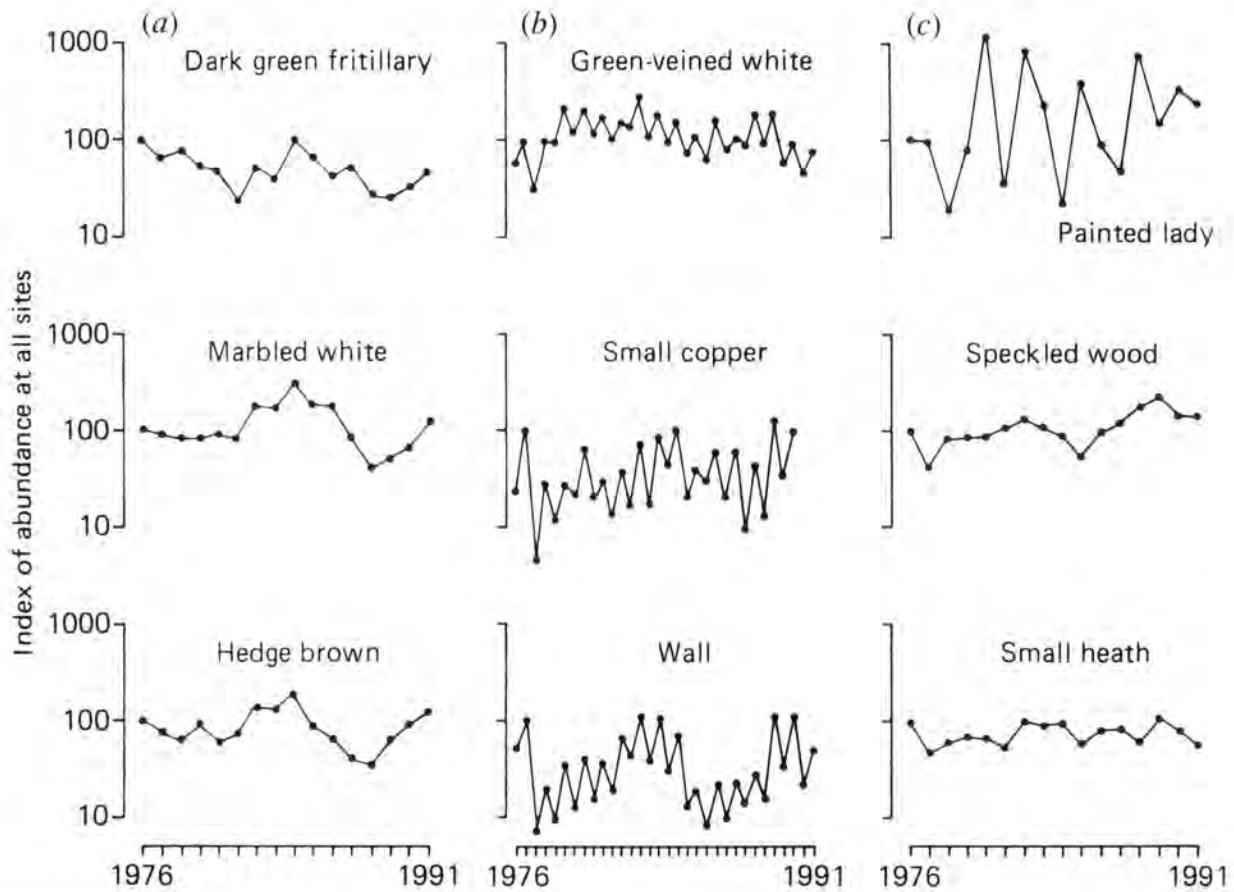 (a)
(b)
(c)
Index of abundance at all sites
1000
100
10
Dark green fritillary
Green-veined white
Painted lady
1000
100
10
Marbled white
Small copper
Speckled wood
1000
100
10
Hedge brown
Wall
Small heath
1976
1991
1976
1991
1976
1991